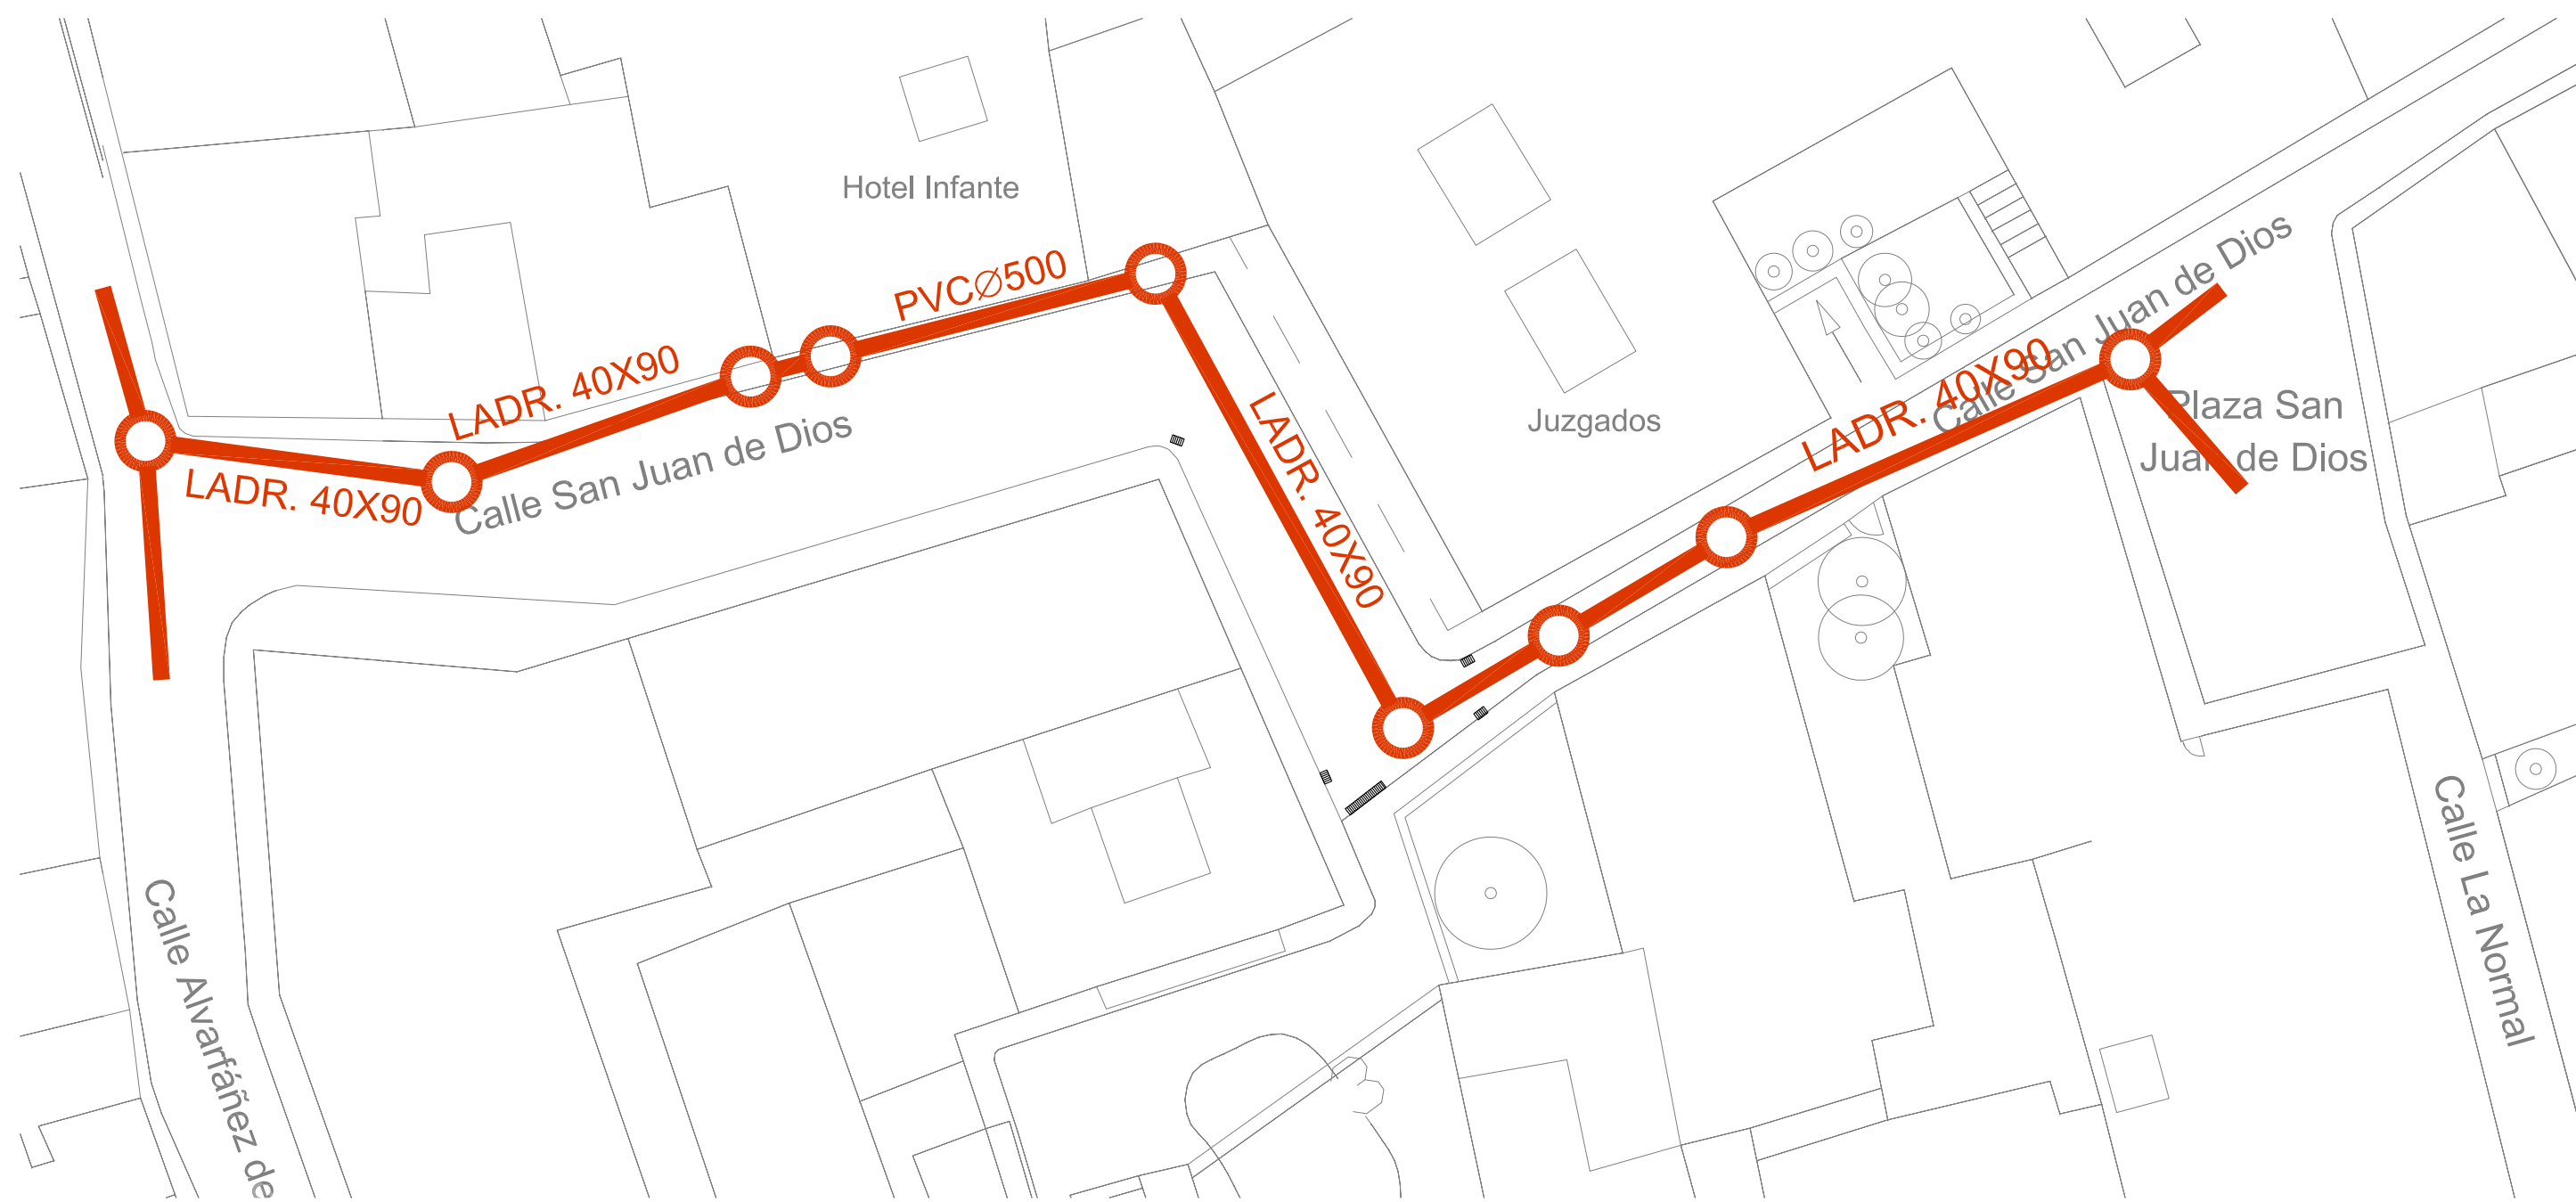 Hotel Infante
PVC∅500
LADR. 40X90
Calle San Juan de Dios
LADR. 40X90
LADR. 40X90
Juzgados
Calle San Juan de Dios
LADR. 40X90
Plaza San
Juan de Dios
Calle Alvarfáñez de
Calle La Normal